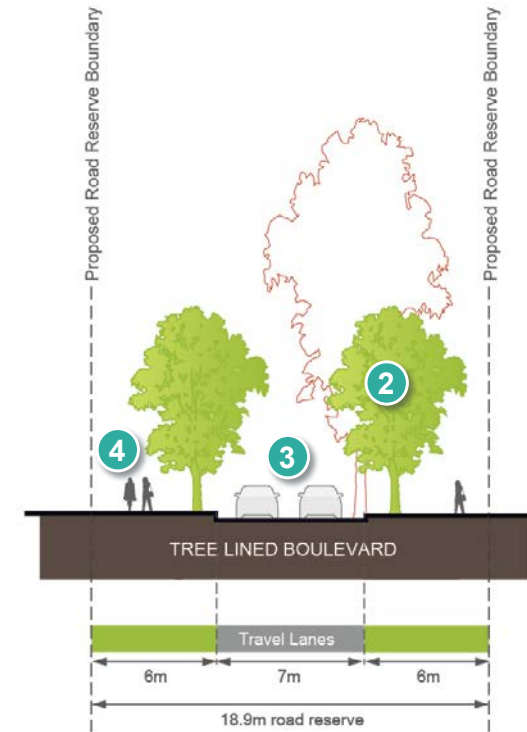 Proposed Road Reserve Boundary
Proposed Road Reserve Boundary
2
4
3
TREE LINED BOULEVARD
Travel Lanes
6m
7m
6m
18.9m road reserve